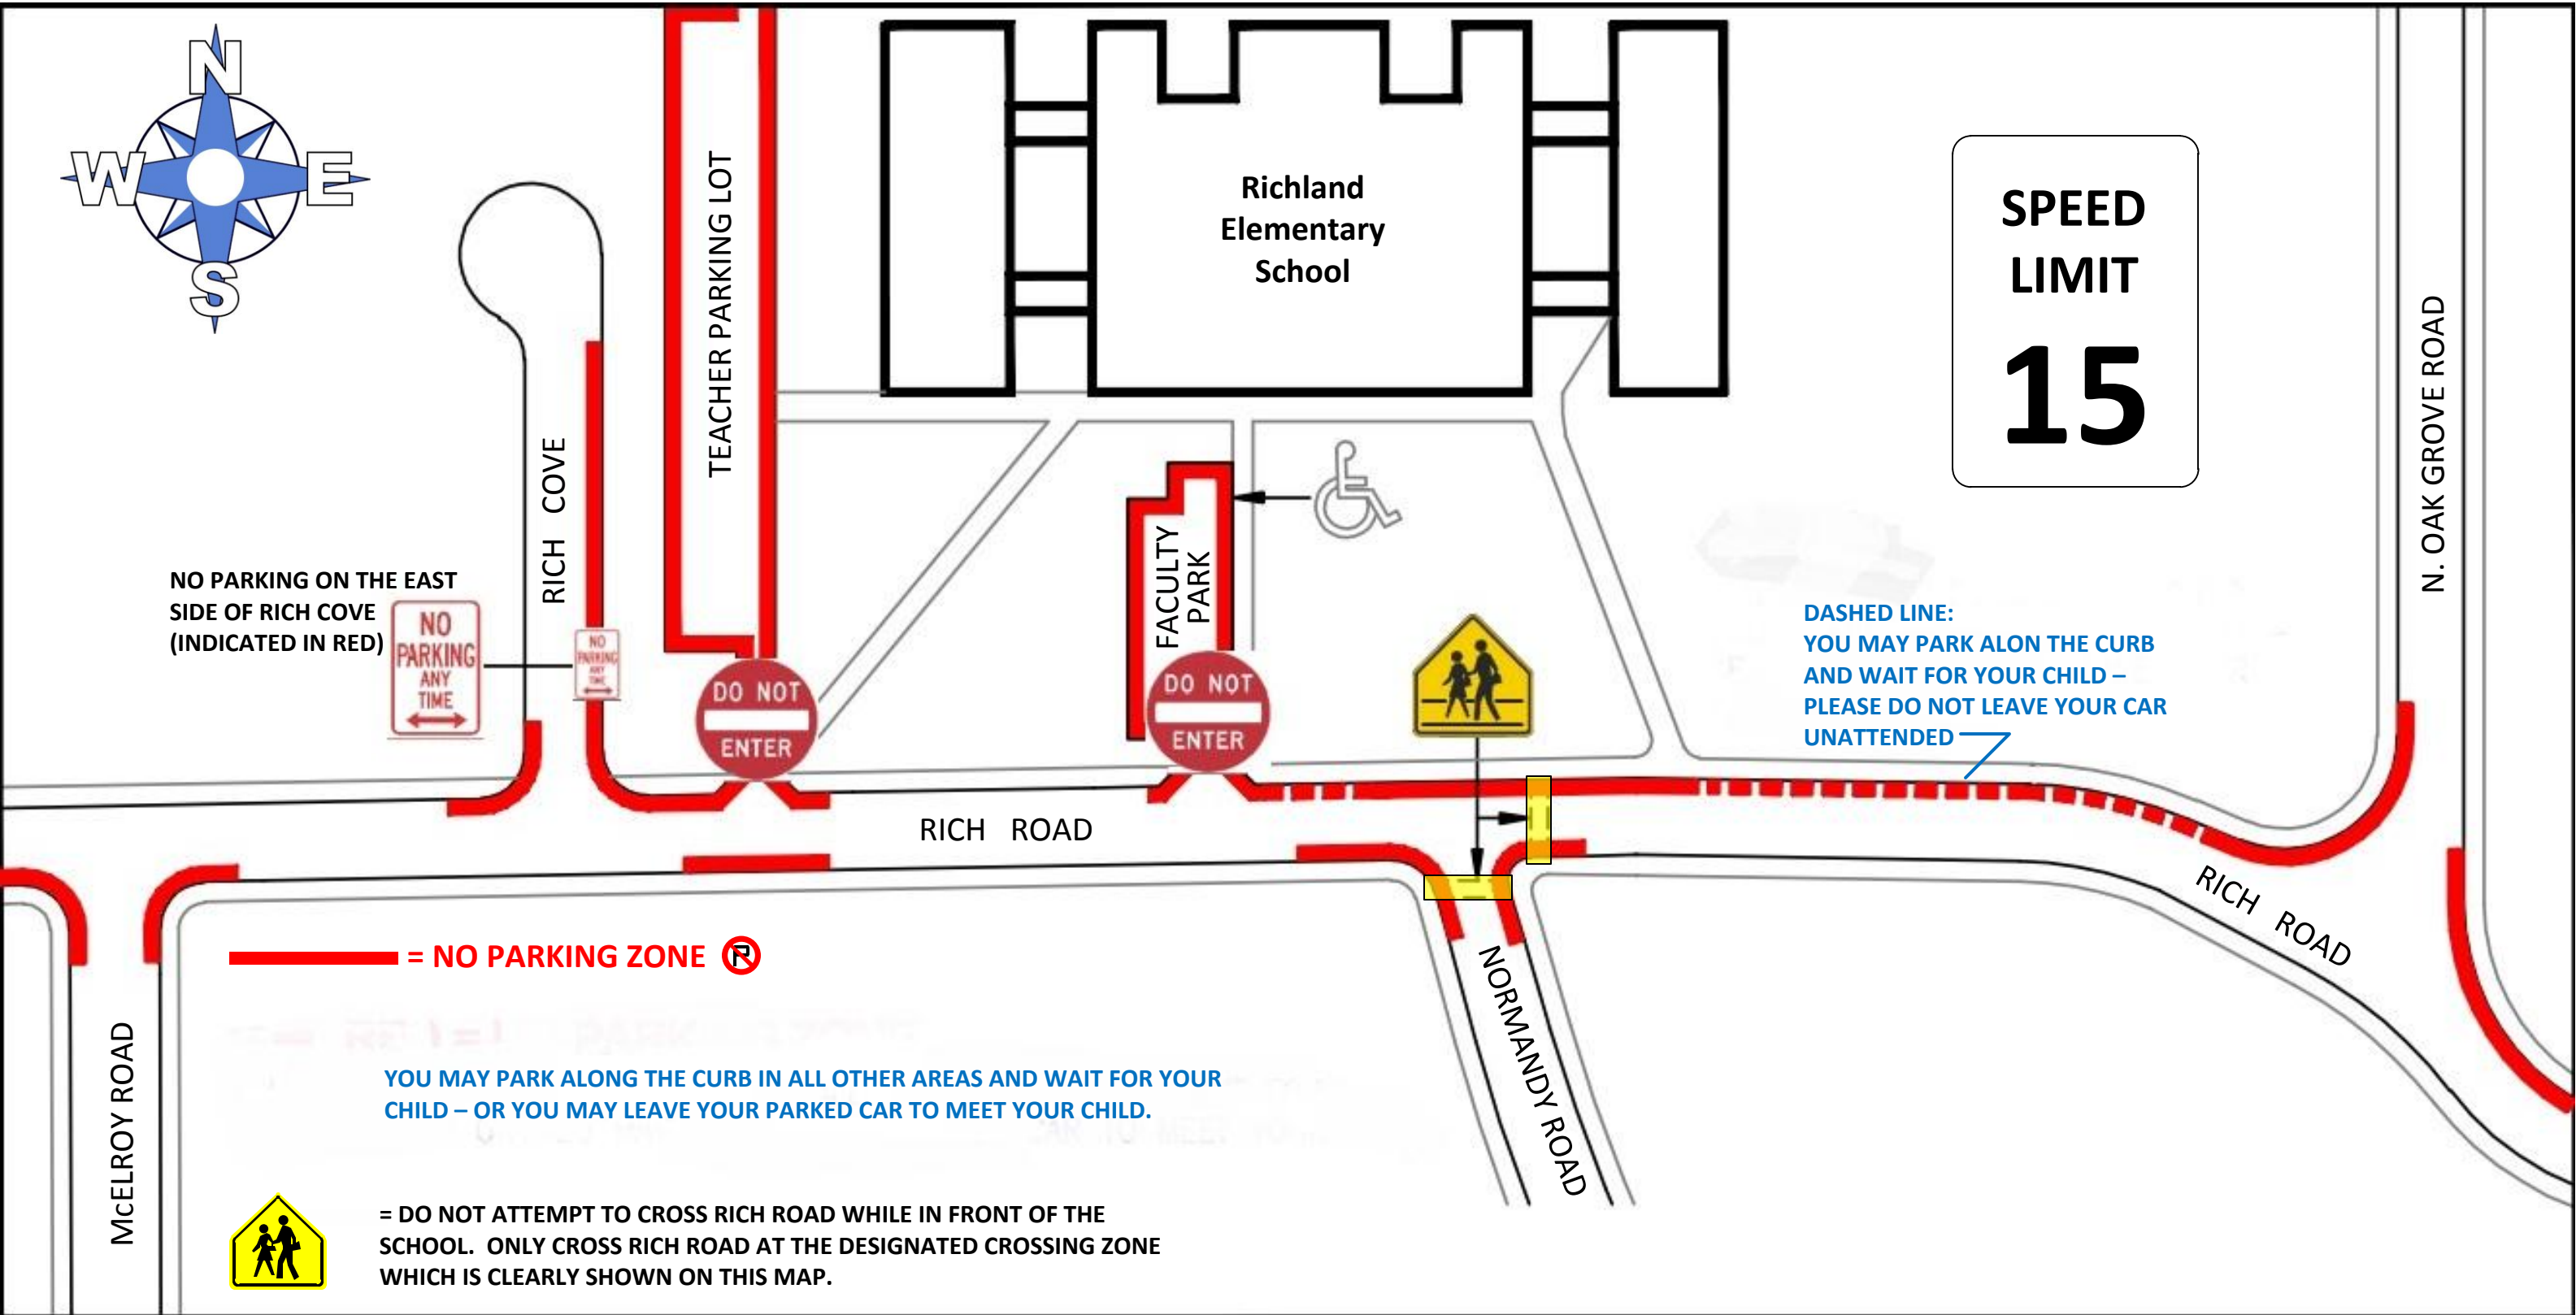 N
W
E
S
Richland
Elementary
School
SPEED
LIMIT
15
TEACHER PARKING LOT
RICH COVE
N. OAK GROVE ROAD
NO PARKING ON THE EAST
SIDE OF RICH COVE
(INDICATED IN RED)
NO
PARKING
ANY
TIME
NO
PARKING
ANY
TIME
FACULTY
PARK
DO NOT
ENTER
DO NOT
ENTER
DASHED LINE:
YOU MAY PARK ALON THE CURB
AND WAIT FOR YOUR CHILD –
PLEASE DO NOT LEAVE YOUR CAR
UNATTENDED
RICH ROAD
RICH ROAD
= NO PARKING ZONE P
NORMANDY ROAD
McELROY ROAD
YOU MAY PARK ALONG THE CURB IN ALL OTHER AREAS AND WAIT FOR YOUR
CHILD – OR YOU MAY LEAVE YOUR PARKED CAR TO MEET YOUR CHILD.
= DO NOT ATTEMPT TO CROSS RICH ROAD WHILE IN FRONT OF THE
SCHOOL. ONLY CROSS RICH ROAD AT THE DESIGNATED CROSSING ZONE
WHICH IS CLEARLY SHOWN ON THIS MAP.